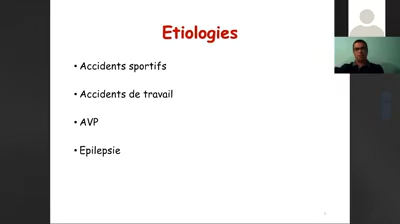 Etiologies
• Accidents sportifs
• Accidents de travail
• AVP
• Epilepsie